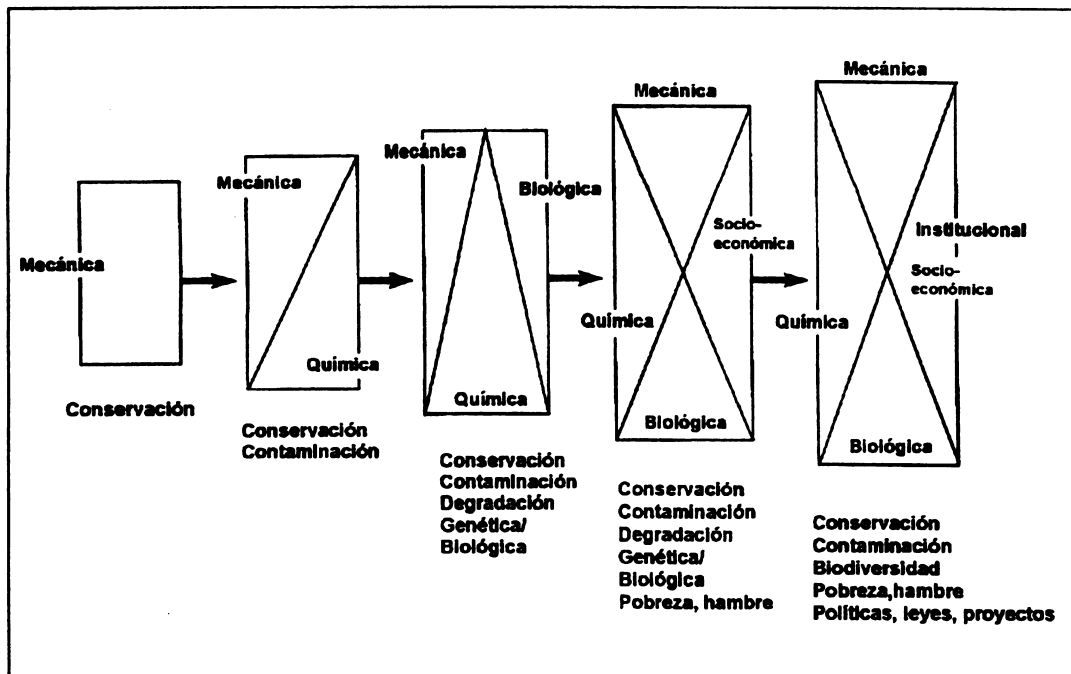 Mecánica
Conservación
Mecánica
Química
Conservación
Contaminación
Mecánica
Biológica
Química
Conservación
Contaminación
Degradación
Genética/
Biológica
Mecánica
Socio-
económica
Química
Biológica
Conservación
Contaminación
Degradación
Genética/
Biológica
Pobreza, hambre
Mecánica
Institucional
Socio-
económica
Química
Biológica
Conservación
Contaminación
Biodiversidad
Pobreza,hambre
Políticas, leyes, proyectos